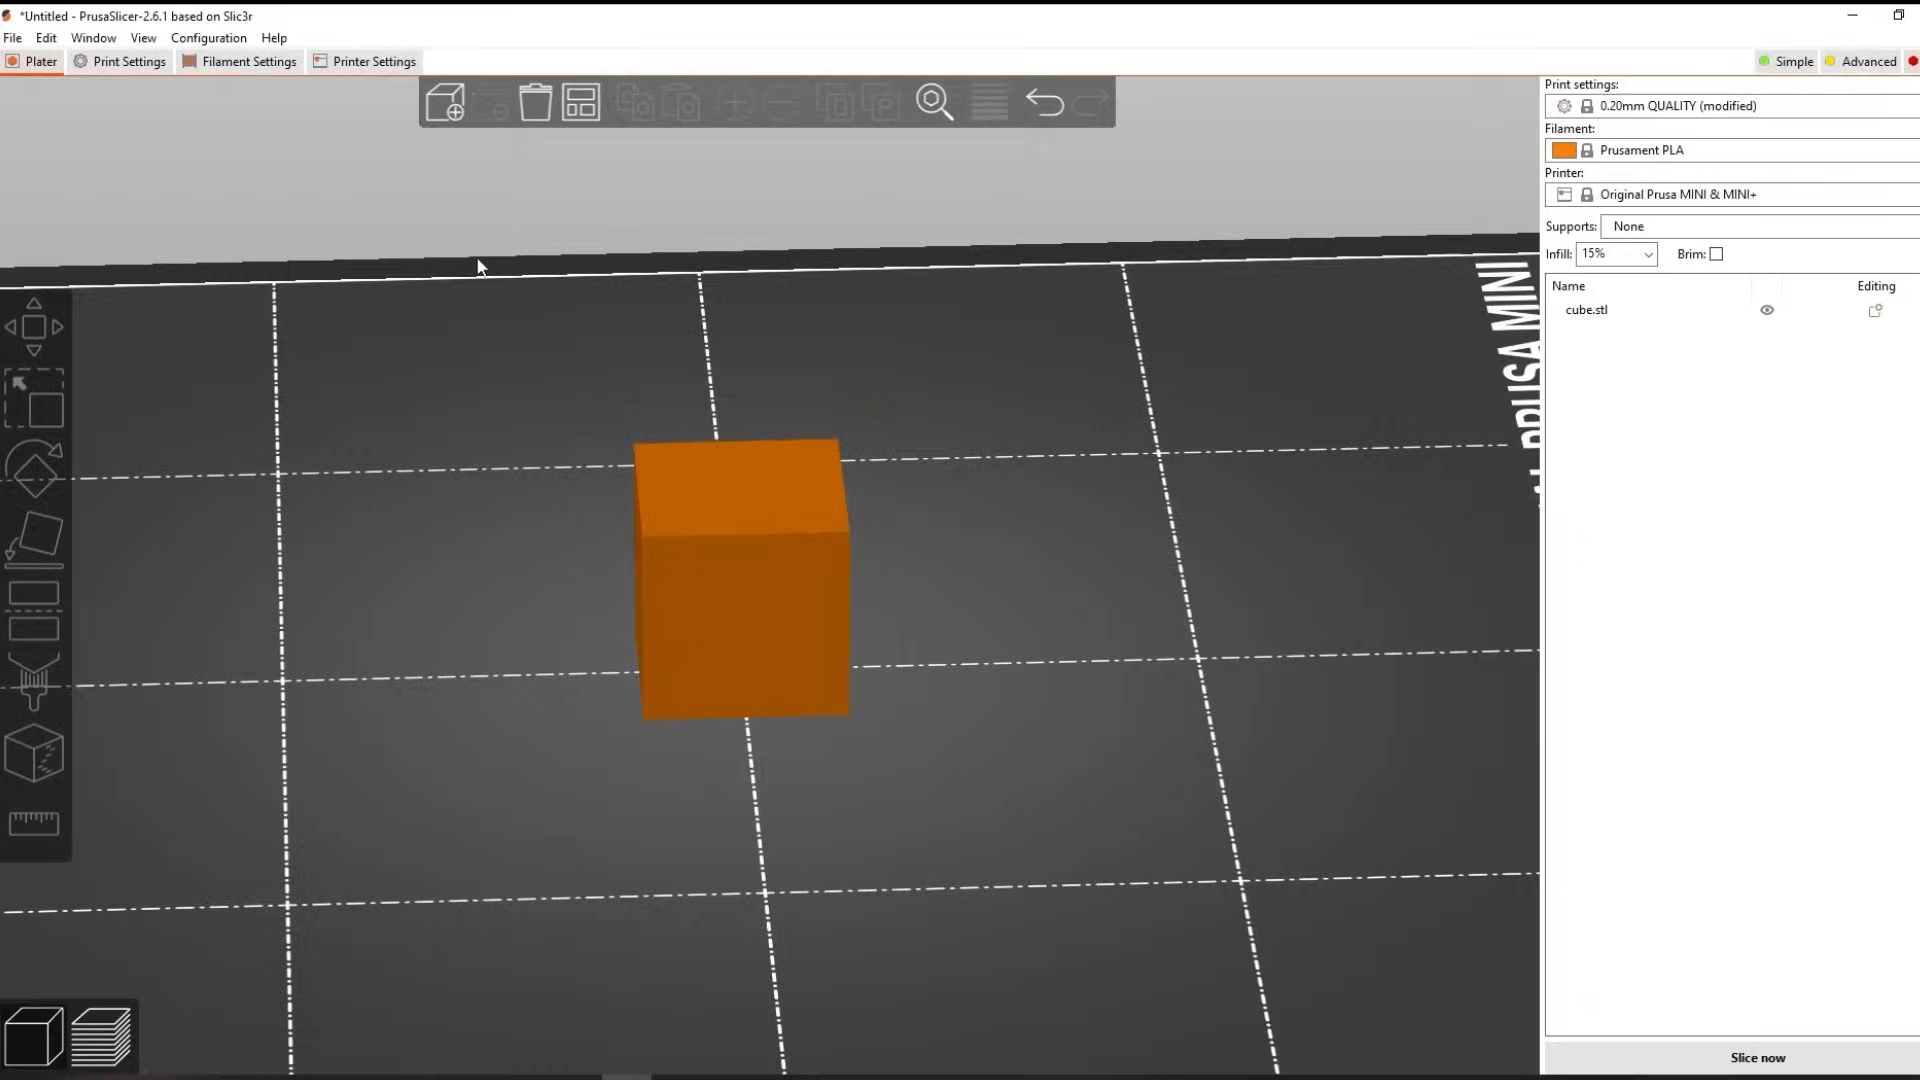 *Untitled - PrusaSlicer-2.6.1 based on Slic3r
File Edit Window View Configuration Help
Plater Print Settings Filament Settings Printer Settings Simple Advanced
Print settings:
0.20mm QUALITY (modified)
Filament:
Prusament PLA
Printer:
Original Prusa MINI & MINI+
Supports: None
Infill: 15% Brim:
Name Editing
cube.stl
PRUSA MINI
Slice now